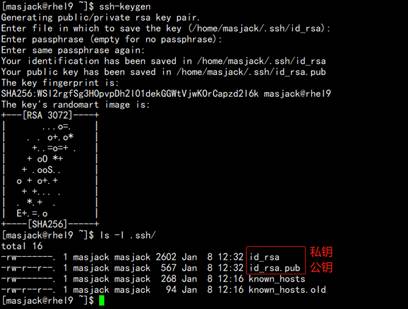 [masjack@rhel9 ~]$ ssh-keygen
Generating public/private rsa key pair.
Enter file in which to save the key (/home/masjack/.ssh/id_rsa):
Enter passphrase (empty for no passphrase):
Enter same passphrase again:
Your identification has been saved in /home/masjack/.ssh/id_rsa
Your public key has been saved in /home/masjack/.ssh/id_rsa.pub
The key fingerprint is:
SHA256:WSI2rgfSg3HOpvpDh2lO1dekGGWtVjwKOrCapzd2l6k masjack@rhel9
The key's randomart image is:
+---[RSA 3072]----+
|       ...o=.    |
|    . . o+.o*    |
|     +..=o=+ .   |
|    + oO *+      |
|   + .ooS..      |
|  o + o+.+       |
|   + +... .      |
|  . *.+ .        |
|  E+.=.o         |
+----[SHA256]-----+
[masjack@rhel9 ~]$ ls -l .ssh/
total 16
-rw-------. 1 masjack masjack 2602 Jan  8 12:32 id_rsa 私钥
-rw-r--r--. 1 masjack masjack  567 Jan  8 12:32 id_rsa.pub 公钥
-rw-------. 1 masjack masjack  268 Jan  8 12:16 known_hosts
-rw-r--r--. 1 masjack masjack   94 Jan  8 12:16 known_hosts.old
[masjack@rhel9 ~]$